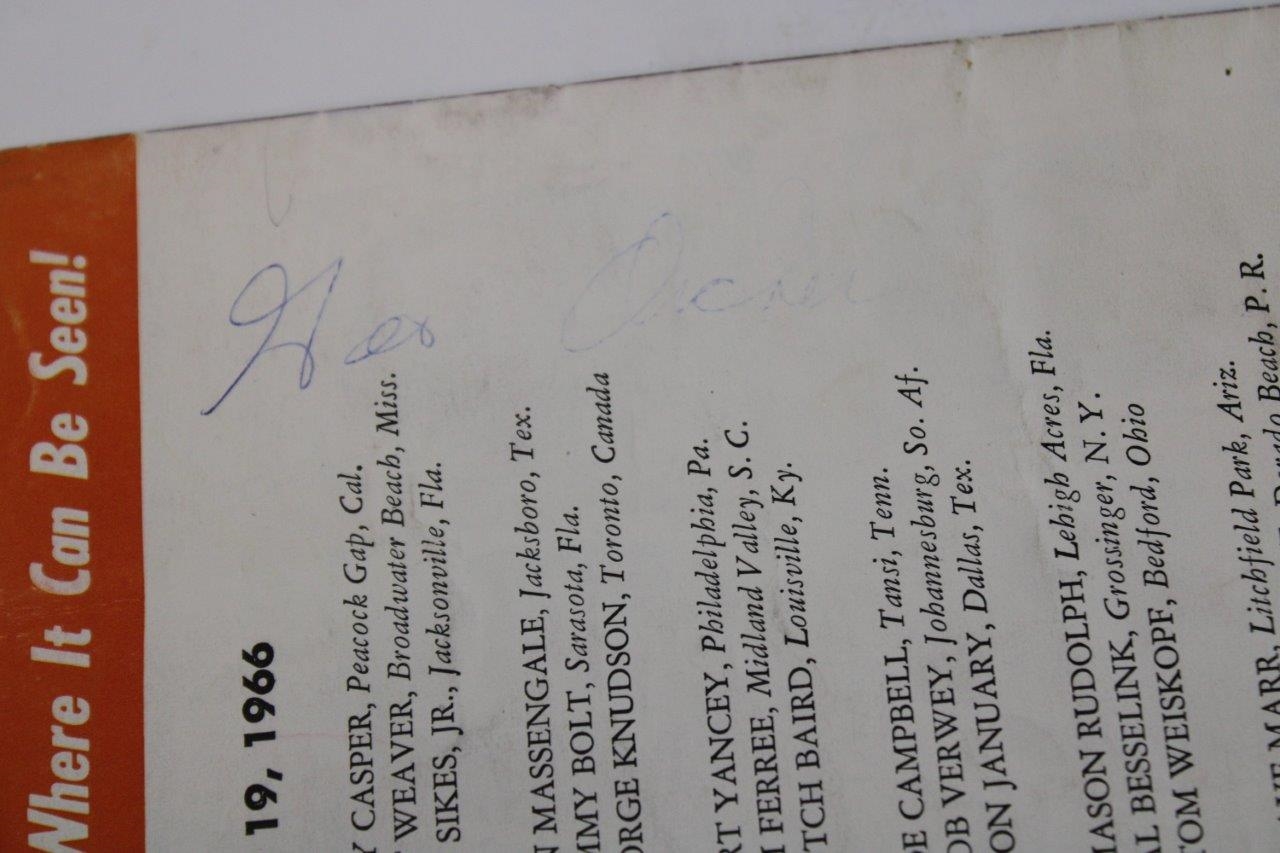 Where It Can Be Seen!
19, 1966
CASPER, Peacock Gap, Cal.
WEAVER, Broadwater Beach, Miss.
SIKES, JR., Jacksonville, Fla.
N MASSENGALE, Jacksboro, Tex.
MMY BOLT, Sarasota, Fla.
ORGE KNUDSON, Toronto, Canada
RT YANCEY, Philadelphia, Pa.
FERREE, Midland Valley, S. C.
TCH BAIRD, Louisville, Ky.
DE CAMPBELL, Tansi, Tenn.
OB VERWEY, Johannesburg, So. Af.
ON JANUARY, Dallas, Tex.
MASON RUDOLPH, Lehigh Acres, Fla.
AL BESSELINK, Grossinger, N. Y.
TOM WEISKOPF, Bedford, Ohio
MARR, Litchfield Park, Ariz.
Beach, P. R.